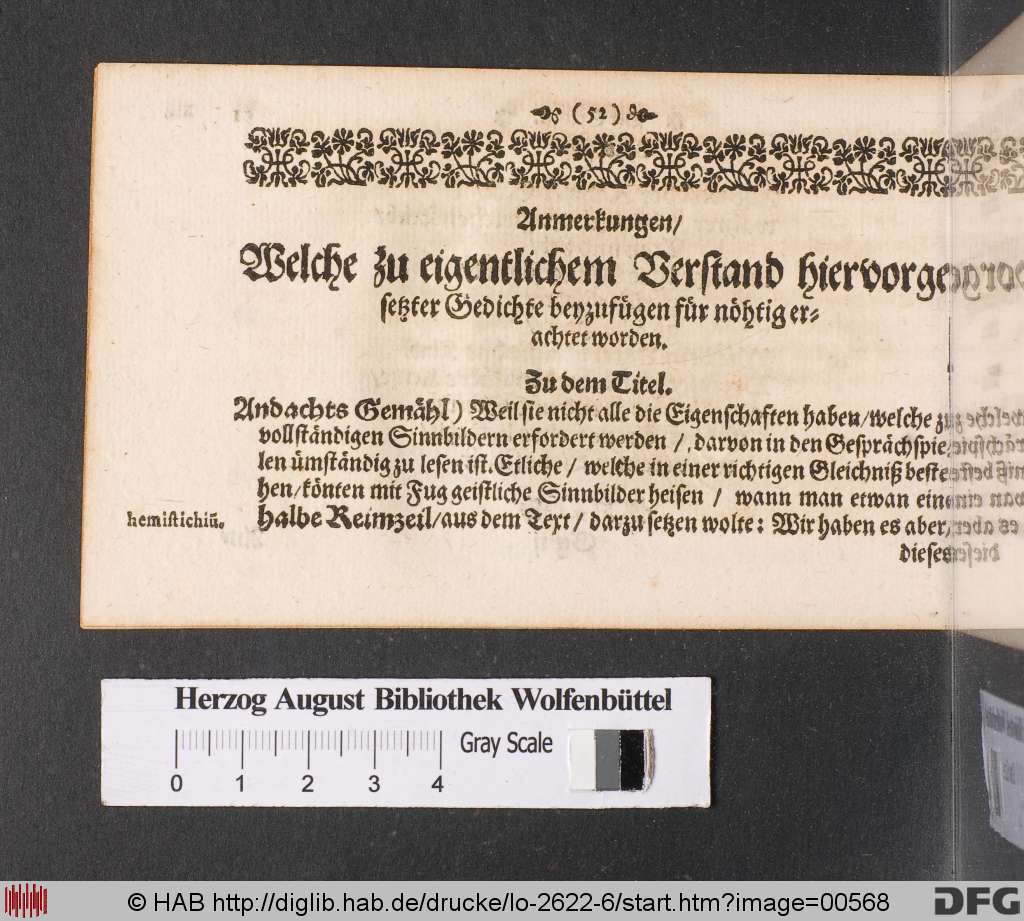 (52)
Anmerkungen/
Welche zu eigentlichem Verstand hiervorge-
setzter Gedichte beyzufügen für nöhtig er-
achtet worden.
Zu dem Titel.
Andachts Gemähl) Weil sie nicht alle die Eigenschaften haben/welche zu
vollständigen Sinnbildern erfordert werden / darvon in den Gesprächspie-
len ümständig zu lesen ist. Etliche / welche in einer richtigen Gleichniß beste-
hen/könten mit Fug geistliche Sinnbilder heisen / wann man etwan eine
hemistichiū. halbe Reimzeil/aus dem Text / darzu setzen wolte: Wir haben es aber/
dieses
Herzog August Bibliothek Wolfenbüttel
Gray Scale
0 1 2 3 4
© HAB http://diglib.hab.de/drucke/lo-2622-6/start.htm?image=00568
DFG